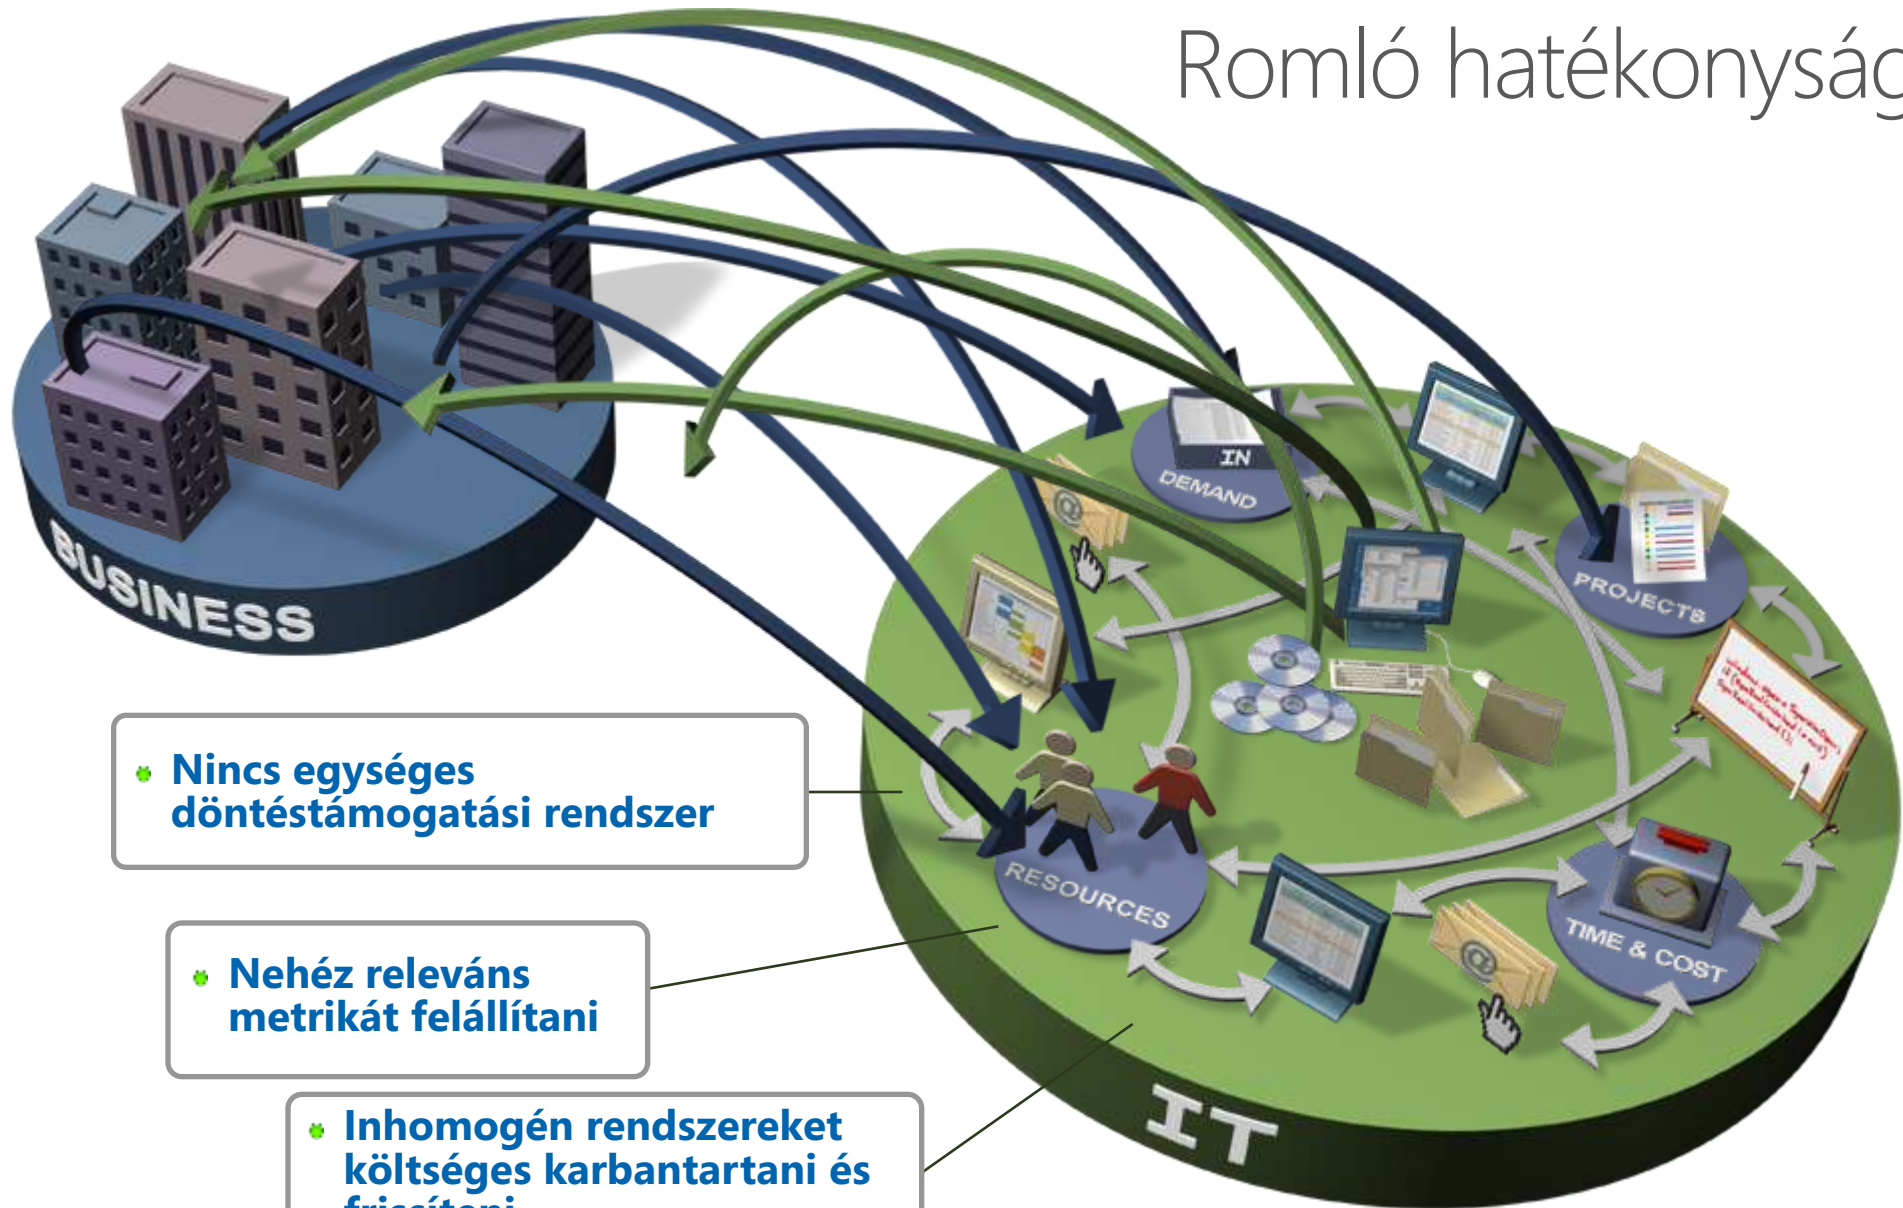 Romló hatékonyság
BUSINESS
IN
DEMAND
PROJECTS
RESOURCES
TIME & COST
IT
Nincs egységes
döntéstámogatási rendszer
Nehéz releváns
metrikát felállítani
Inhomogén rendszereket
költséges karbantartani és
frissíteni